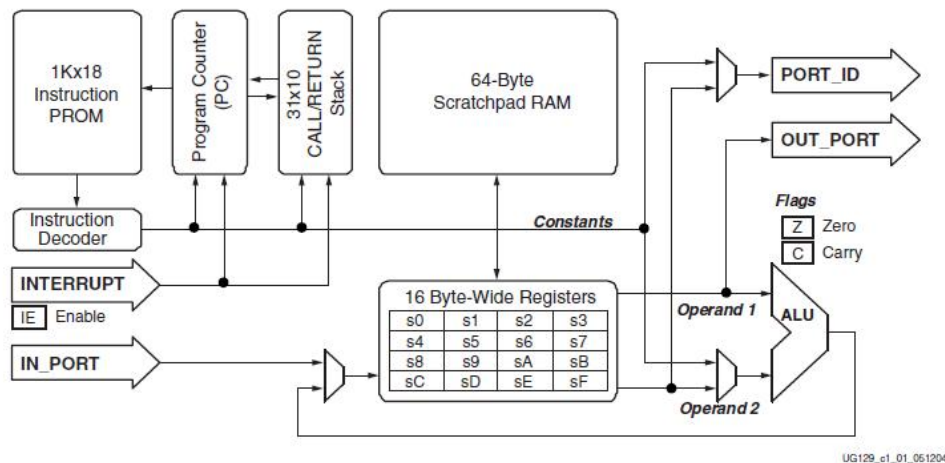 1Kx18
Instruction
PROM
Program Counter
(PC)
31x10
CALL/RETURN
Stack
64-Byte
Scratchpad RAM
PORT_ID
OUT_PORT
Instruction
Decoder
Constants
Flags
Z Zero
C Carry
INTERRUPT
IE Enable
16 Byte-Wide Registers
s0 s1 s2 s3
s4 s5 s6 s7
s8 s9 sA sB
sC sD sE sF
Operand 1
ALU
IN_PORT
Operand 2
UG129_c1_01_051204